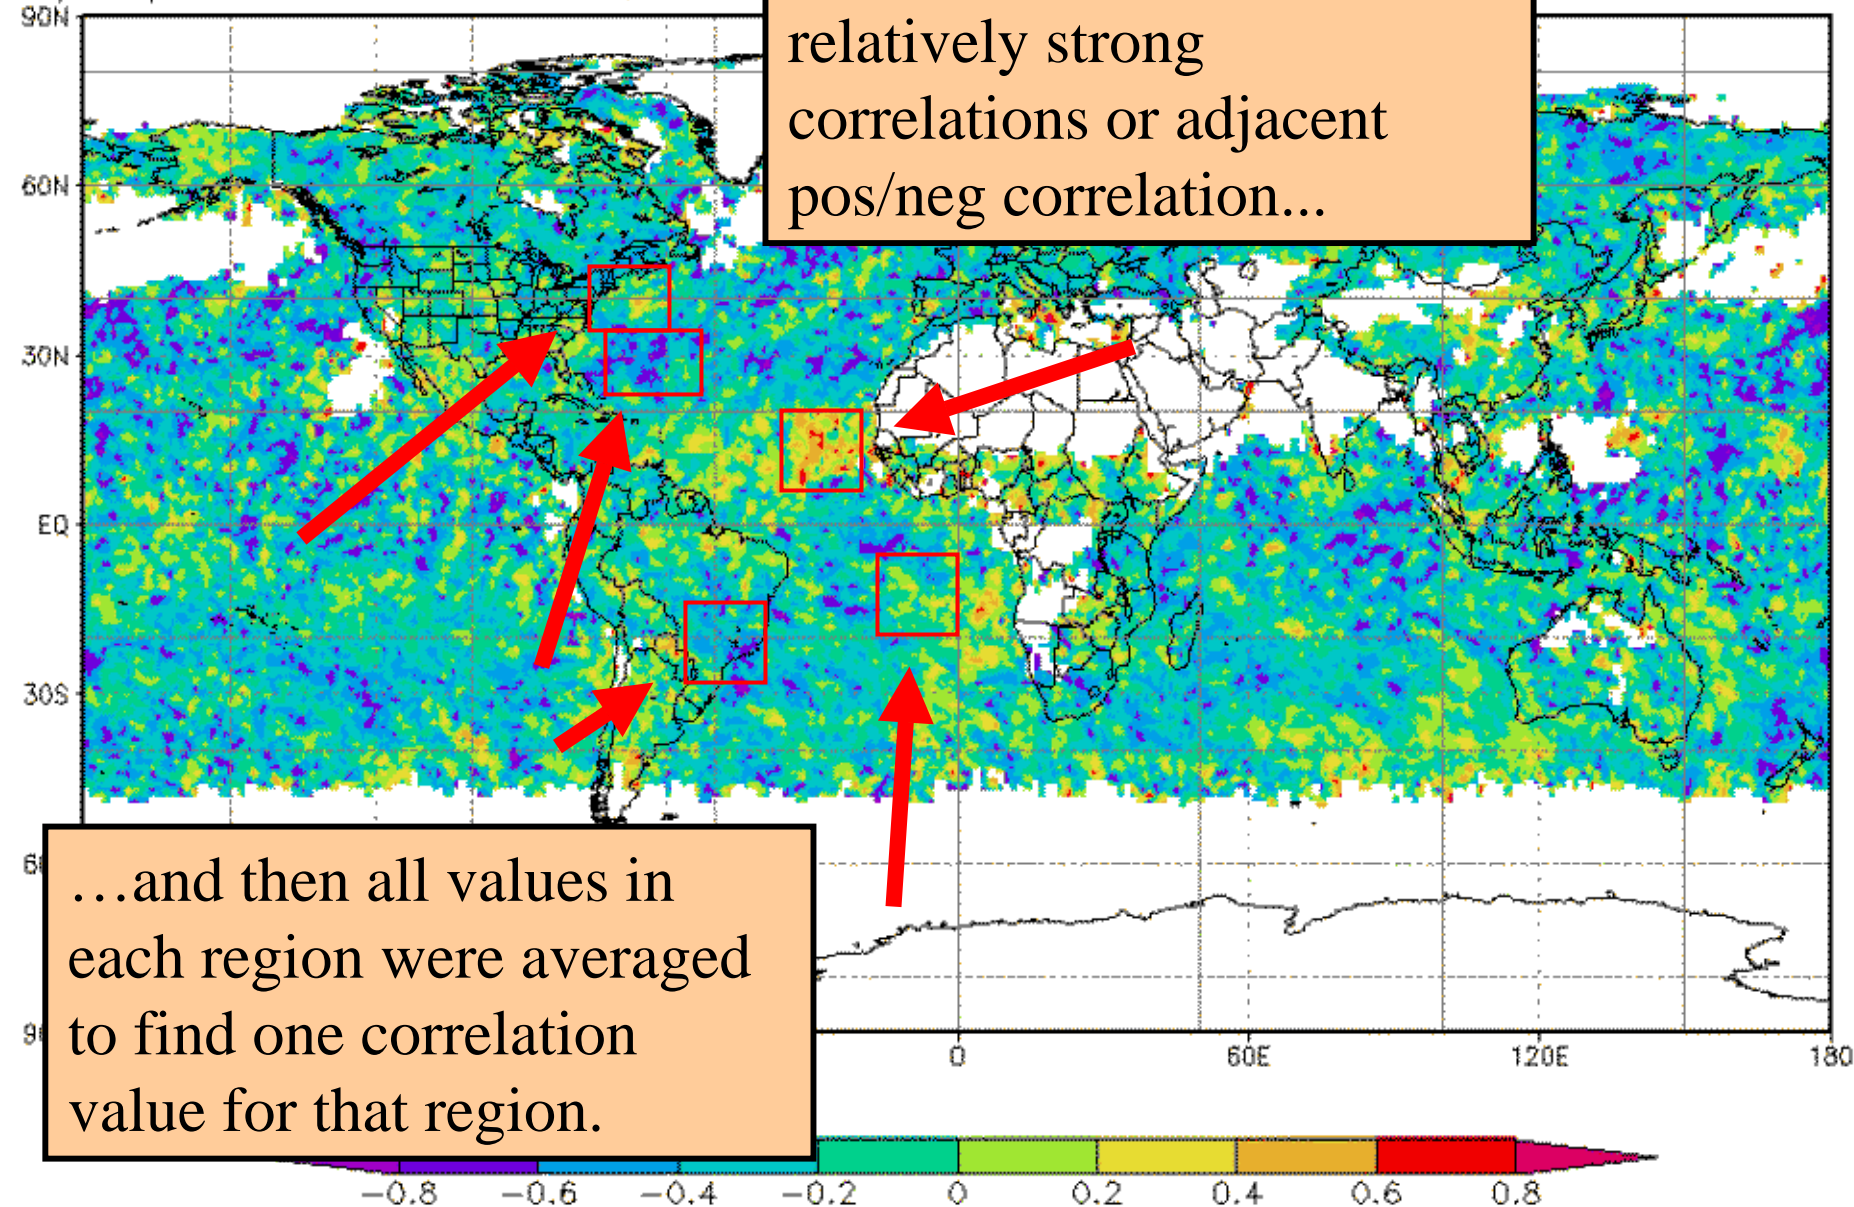 90N
relatively strong
correlations or adjacent
pos/neg correlation...
60N
30N
EQ
30S
…and then all values in
each region were averaged
to find one correlation
value for that region.
0 60E 120E 180
-0.8 -0.6 -0.4 -0.2 0 0.2 0.4 0.6 0.8